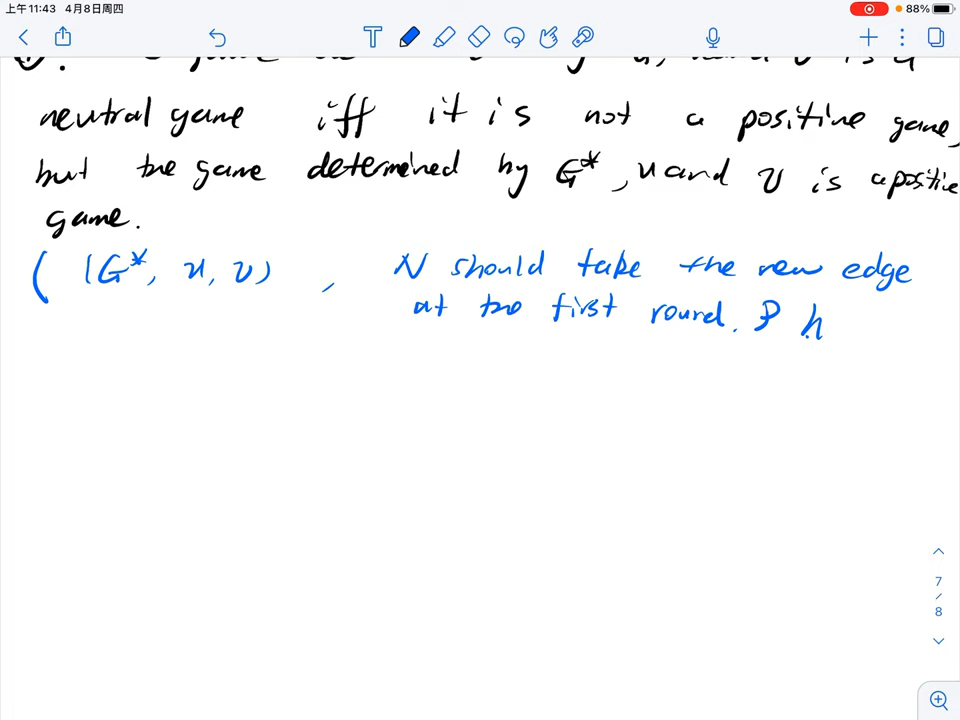 上午11:43 4月8日周四
88%
T
game u, v is a
neutral game iff it is not a positive game,
but the game determined by G*, u and v is a positive
game.
( (G*, u, v) , N should take the new edge
at the first round. P h
7
/
8